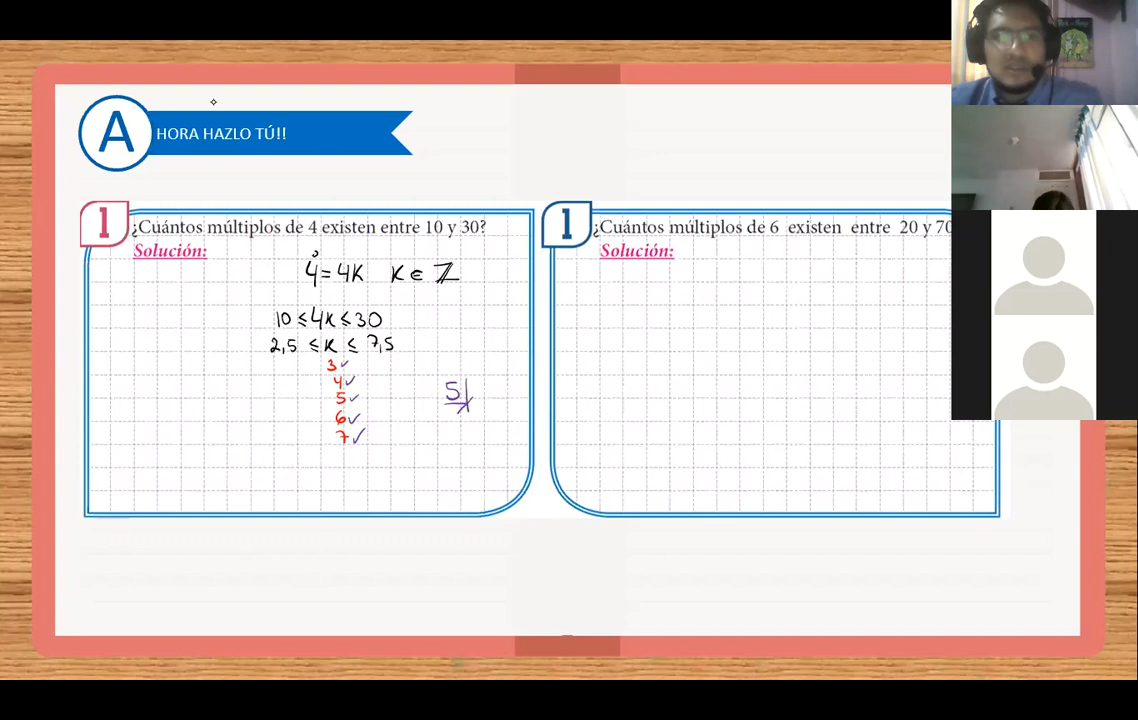 A
HORA HAZLO TÚ!!
1
¿Cuántos múltiplos de 4 existen entre 10 y 30?
Solución:
4̊ = 4K K ∈ ℤ
10 ≤ 4K ≤ 30
2,5 ≤ K ≤ 7,5
3 ✓
4 ✓
5 ✓
6 ✓
7 ✓
5
1
¿Cuántos múltiplos de 6 existen entre 20 y 70
Solución: